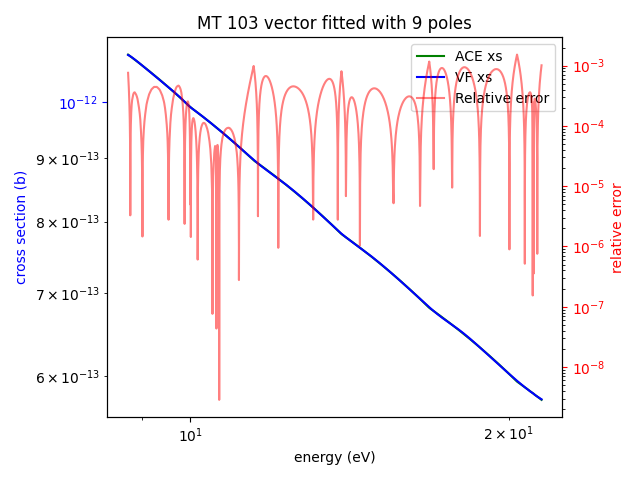 MT 103 vector fitted with 9 poles
ACE xs
VF xs
Relative error
10⁻¹²
9 × 10⁻¹³
8 × 10⁻¹³
7 × 10⁻¹³
6 × 10⁻¹³
cross section (b)
10⁻³
10⁻⁴
10⁻⁵
10⁻⁶
10⁻⁷
10⁻⁸
relative error
10¹
2 × 10¹
energy (eV)